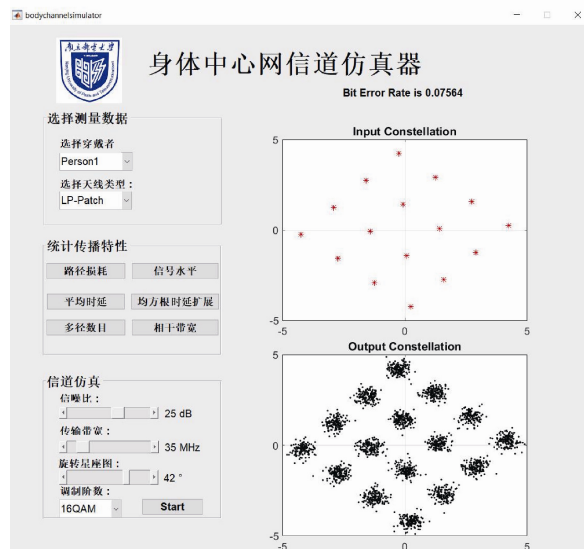 bodychannelsimulator
身体中心网信道仿真器
Bit Error Rate is 0.07564
选择测量数据
选择穿戴者
Person1
选择天线类型：
LP-Patch
统计传播特性
路径损耗
信号水平
平均时延
均方根时延扩展
多径数目
相干带宽
信道仿真
信噪比：
25 dB
传输带宽：
35 MHz
旋转星座图：
42 °
调制阶数：
16QAM
Start
Input Constellation
5
0
-5
-5
0
5
Output Constellation
5
0
-5
-5
0
5